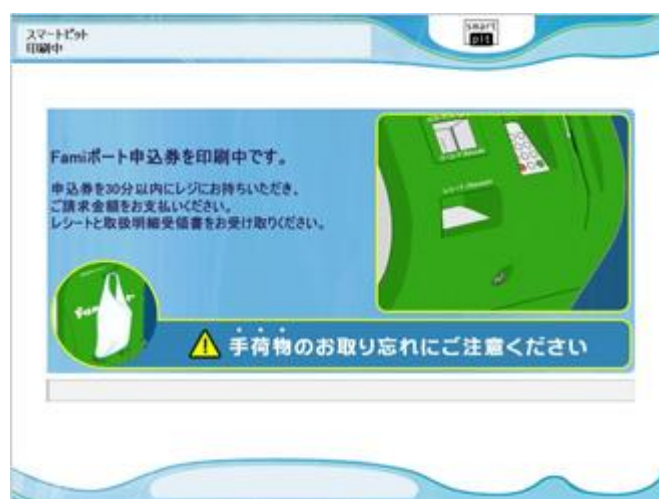 スマートピット
印刷中
smart
pit
Famiポート申込券を印刷中です。
申込券を30分以内にレジにお持ちいただき、
ご請求金額をお支払いください。
レシートと取扱明細受領書をお受け取りください。
手荷物のお取り忘れにご注意ください